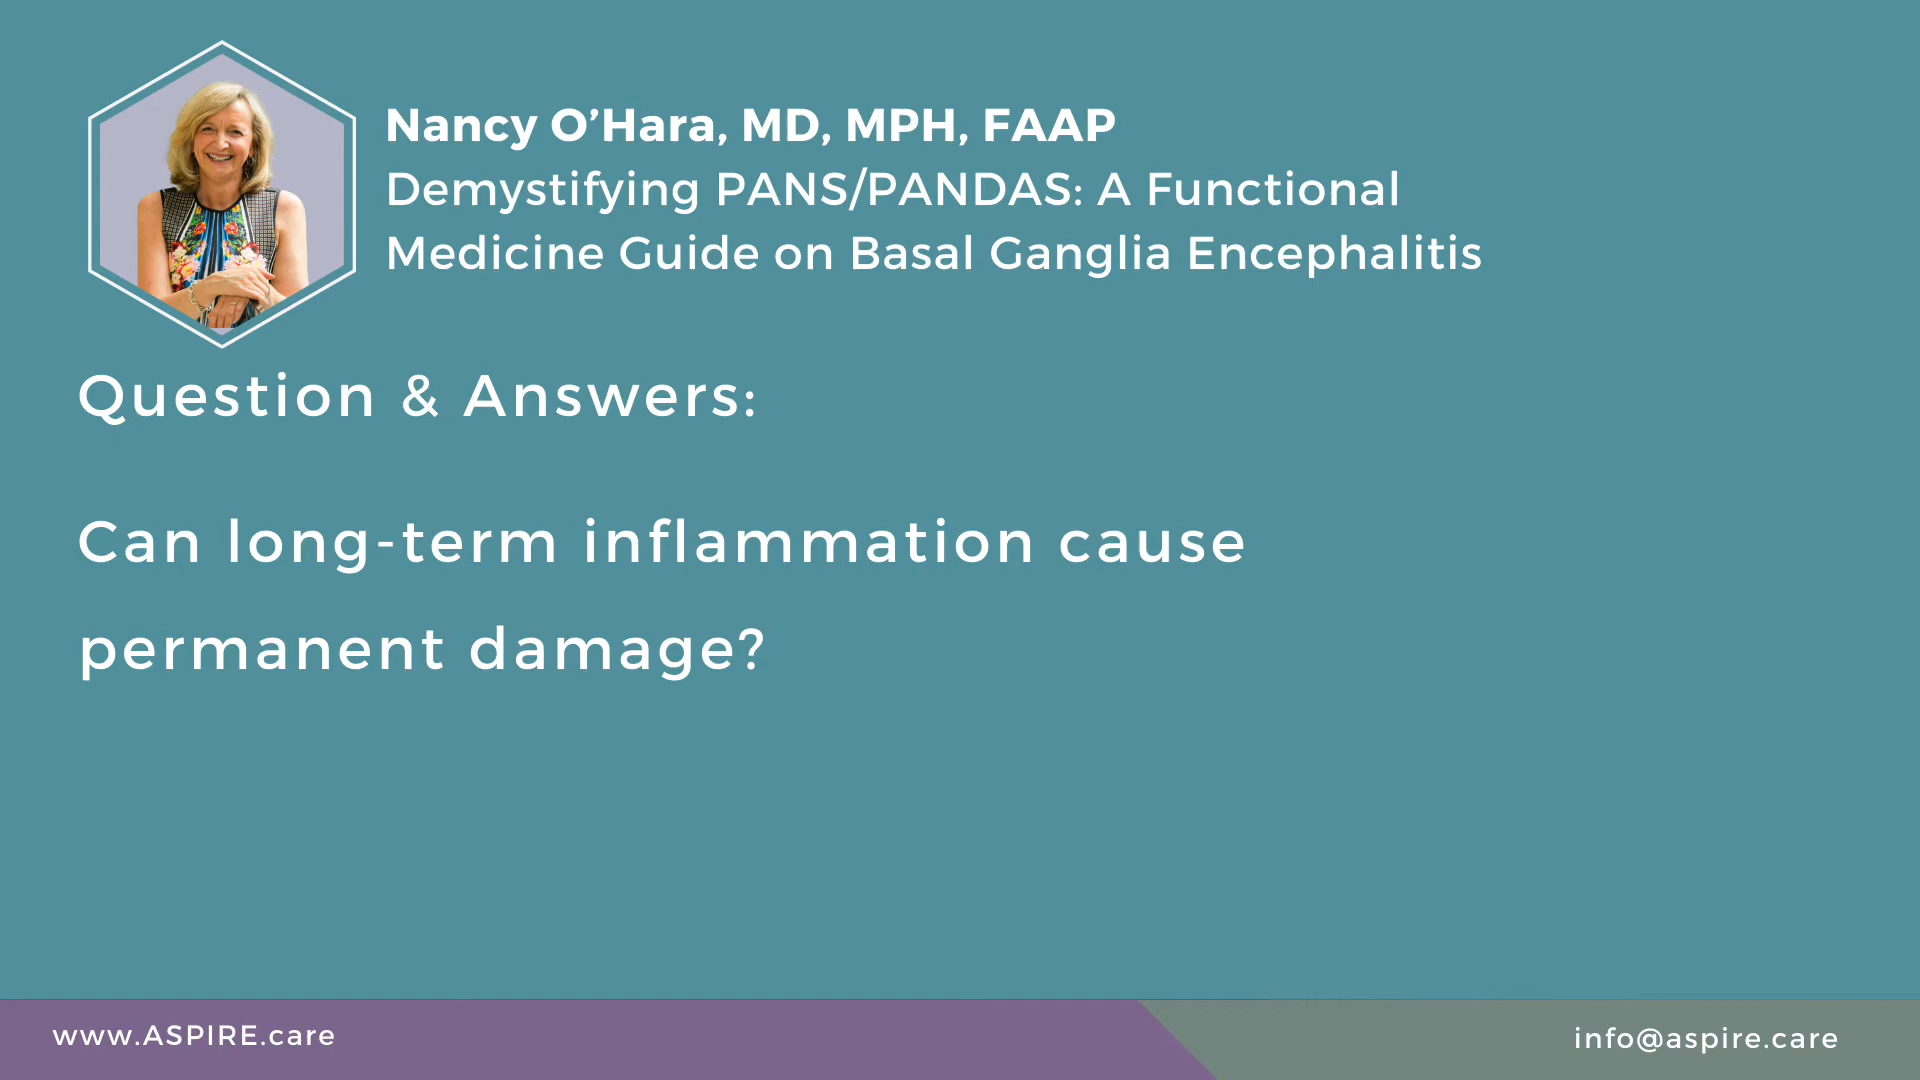 Nancy O’Hara, MD, MPH, FAAP
Demystifying PANS/PANDAS: A Functional
Medicine Guide on Basal Ganglia Encephalitis
Question & Answers:
Can long-term inflammation cause
permanent damage?
www.ASPIRE.care
info@aspire.care